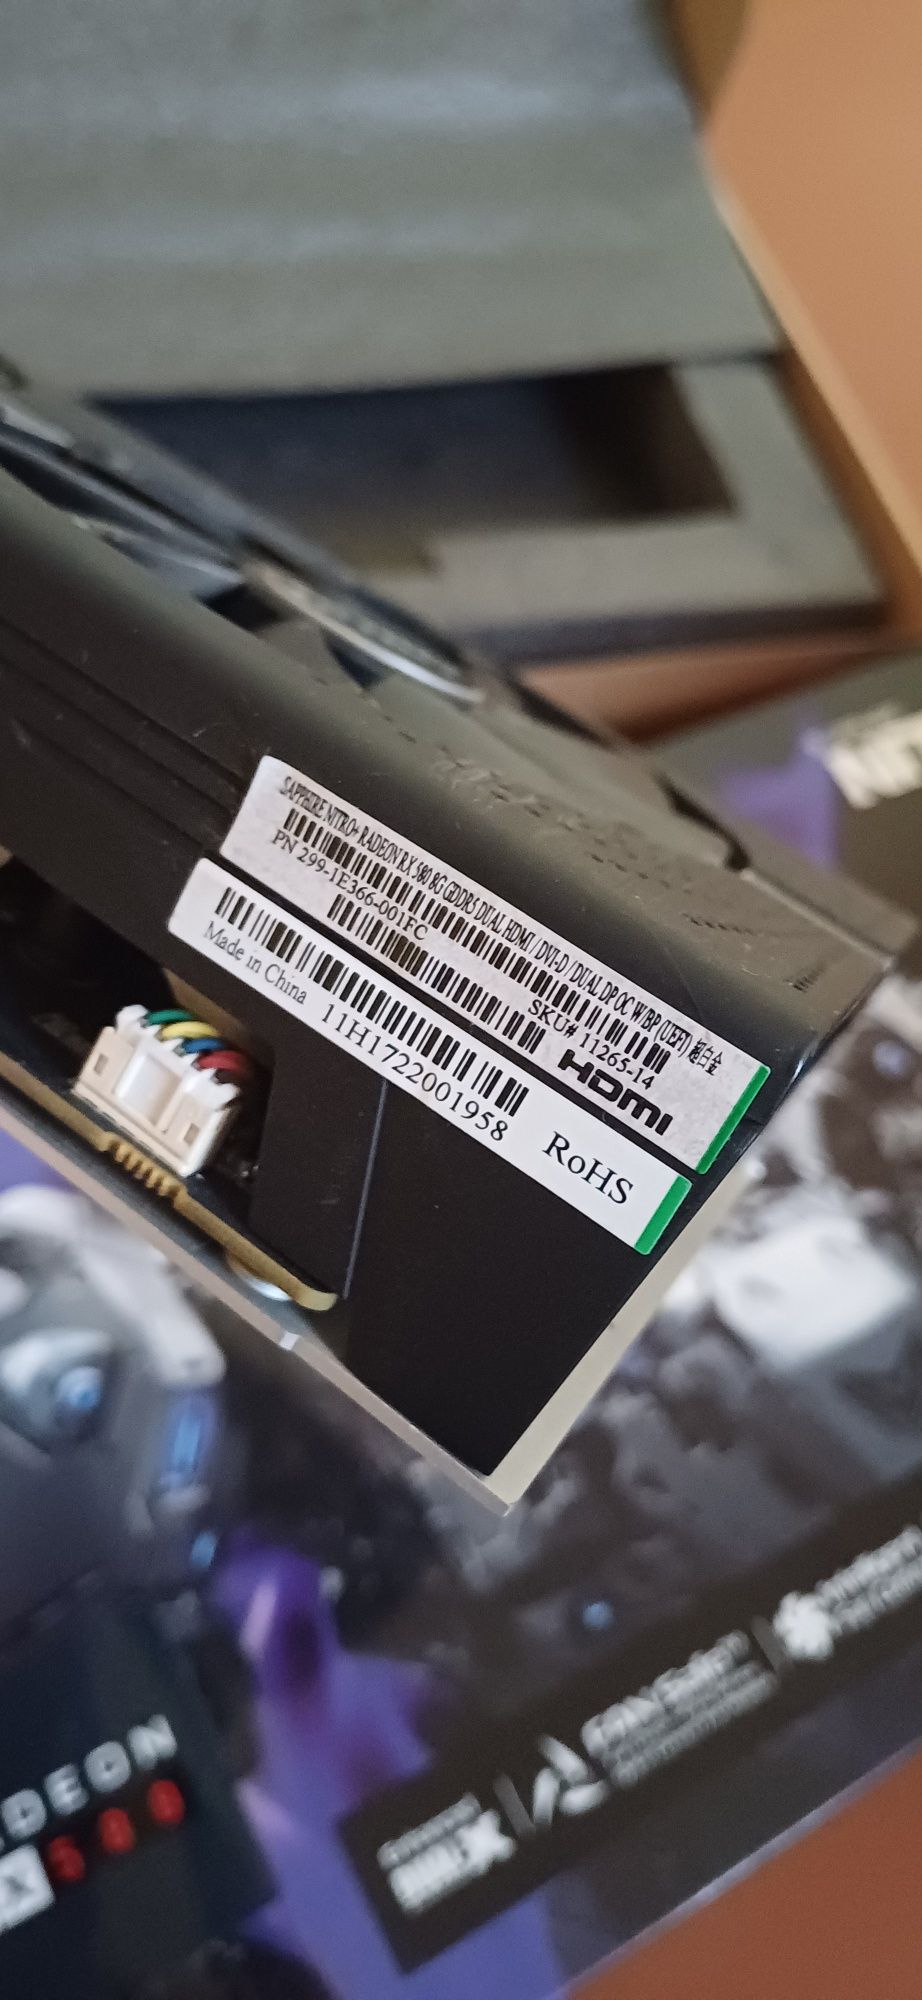 SAPPHIRE NITRO+ RADEON RX 580 8G GDDR5 DUAL HDMI / DVI-D / DUAL DP OC W/BP (UEFI) 超白金
PN 299-1E366-001FC
SKU# 11265-14
HDMI
Made in China
11H1722001958
RoHS
RADEON
RX 580